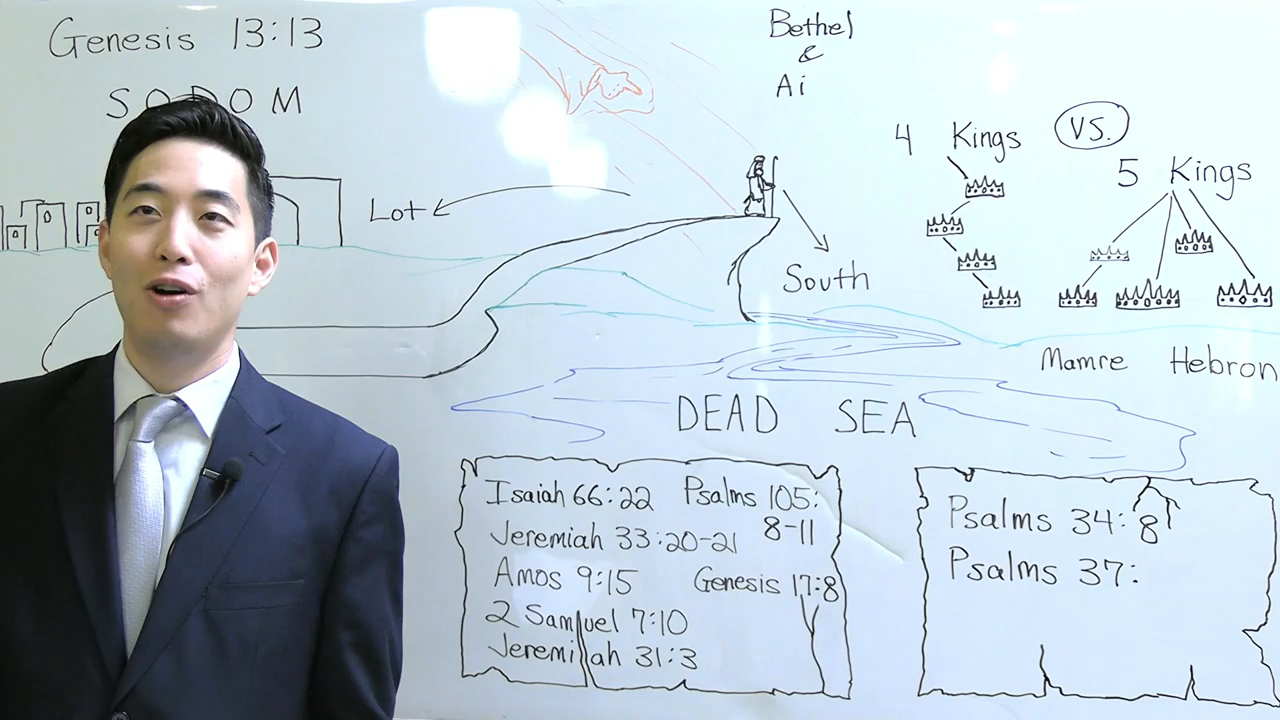 Genesis 13:13
SODOM
Bethel
&
Ai
4 Kings
VS.
5 Kings
Lot
South
Mamre Hebron
DEAD SEA
Isaiah 66:22 Psalms 105:
8-11
Jeremiah 33:20-21
Amos 9:15 Genesis 17:8
2 Samuel 7:10
Jeremiah 31:3
Psalms 34:8
Psalms 37: